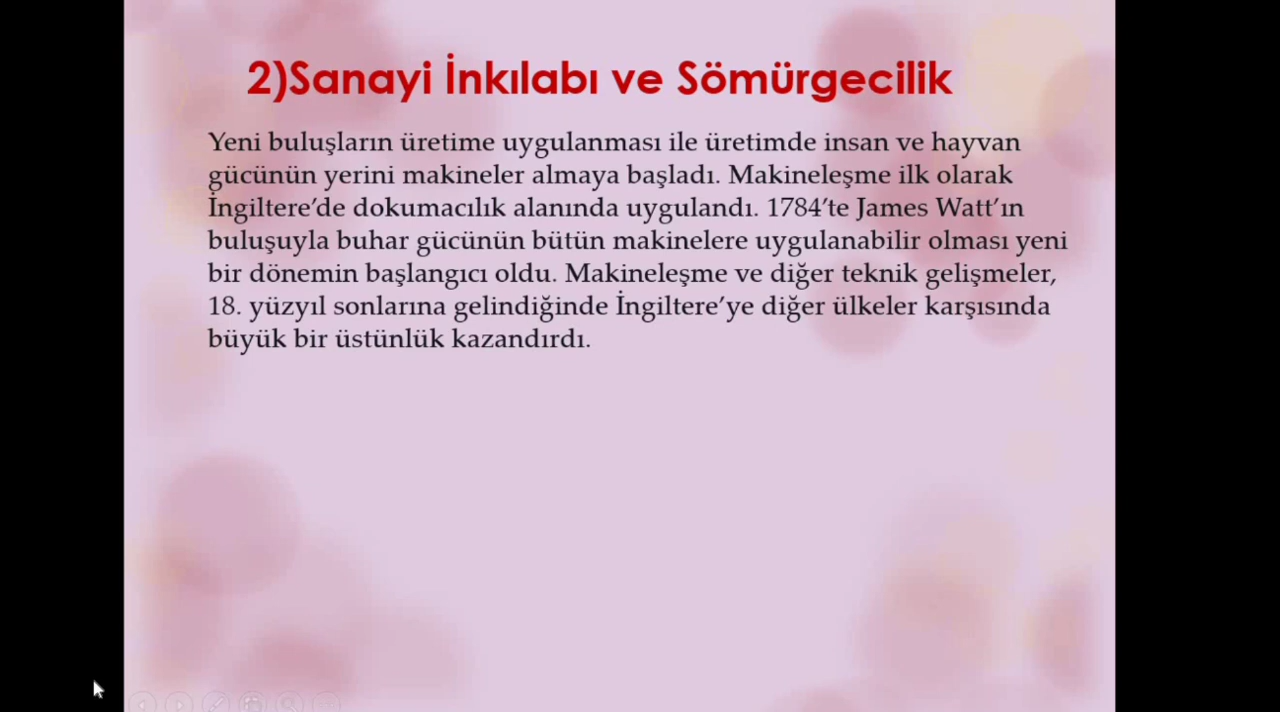 2)Sanayi İnkılabı ve Sömürgecilik
Yeni buluşların üretime uygulanması ile üretimde insan ve hayvan
gücünün yerini makineler almaya başladı. Makineleşme ilk olarak
İngiltere’de dokumacılık alanında uygulandı. 1784’te James Watt’ın
buluşuyla buhar gücünün bütün makinelere uygulanabilir olması yeni
bir dönemin başlangıcı oldu. Makineleşme ve diğer teknik gelişmeler,
18. yüzyıl sonlarına gelindiğinde İngiltere’ye diğer ülkeler karşısında
büyük bir üstünlük kazandırdı.